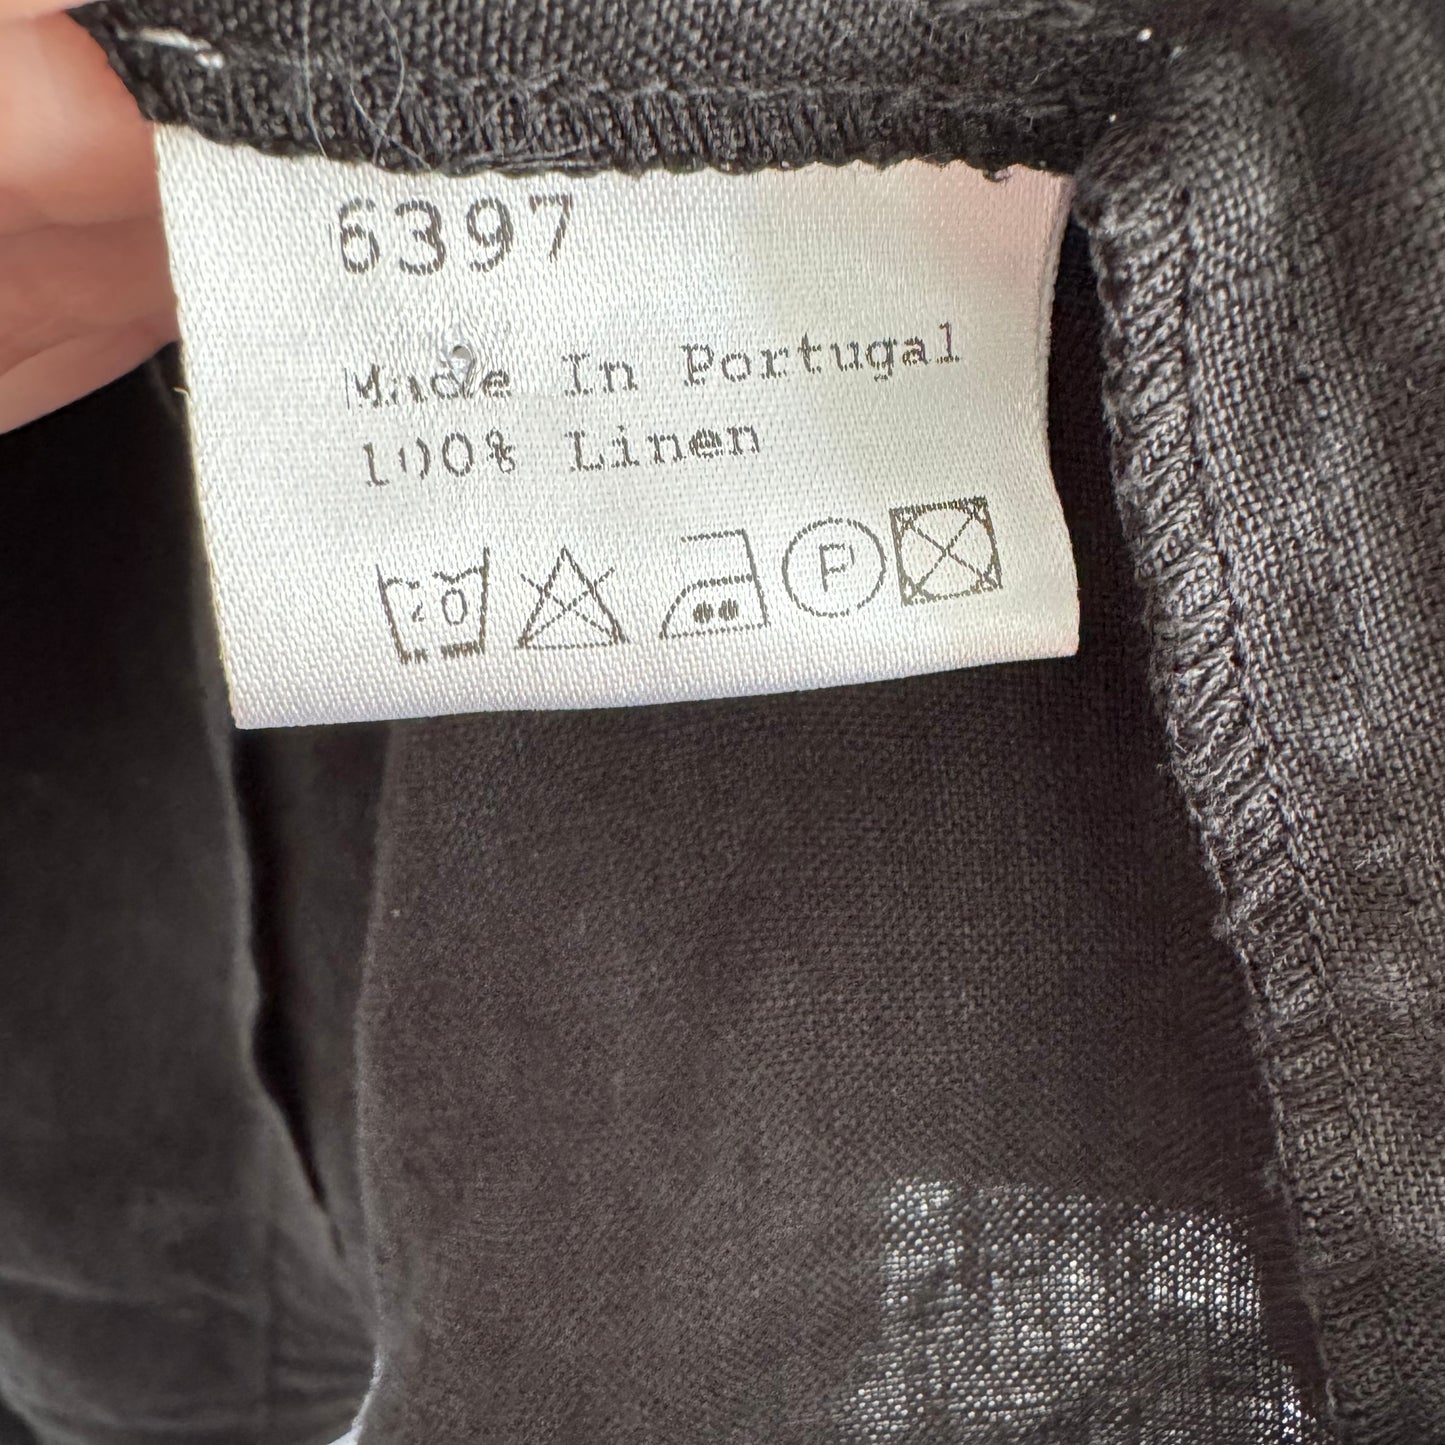 6397
Made In Portugal
100% Linen
P